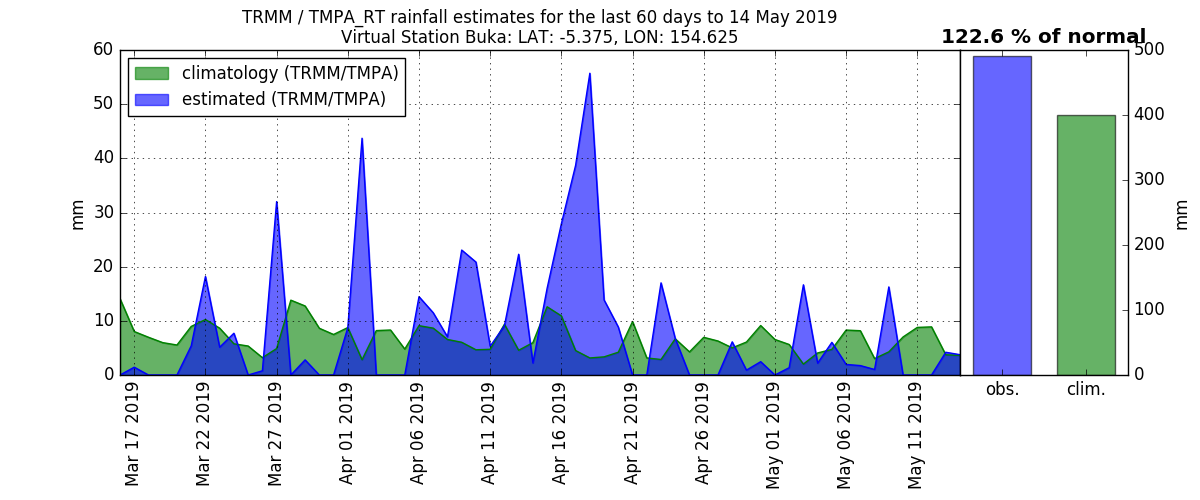 TRMM / TMPA_RT rainfall estimates for the last 60 days to 14 May 2019
Virtual Station Buka: LAT: -5.375, LON: 154.625
122.6 % of normal
climatology (TRMM/TMPA)
estimated (TRMM/TMPA)
60
50
40
30
20
10
0
mm
Mar 17 2019
Mar 22 2019
Mar 27 2019
Apr 01 2019
Apr 06 2019
Apr 11 2019
Apr 16 2019
Apr 21 2019
Apr 26 2019
May 01 2019
May 06 2019
May 11 2019
obs.
clim.
500
400
300
200
100
0
mm